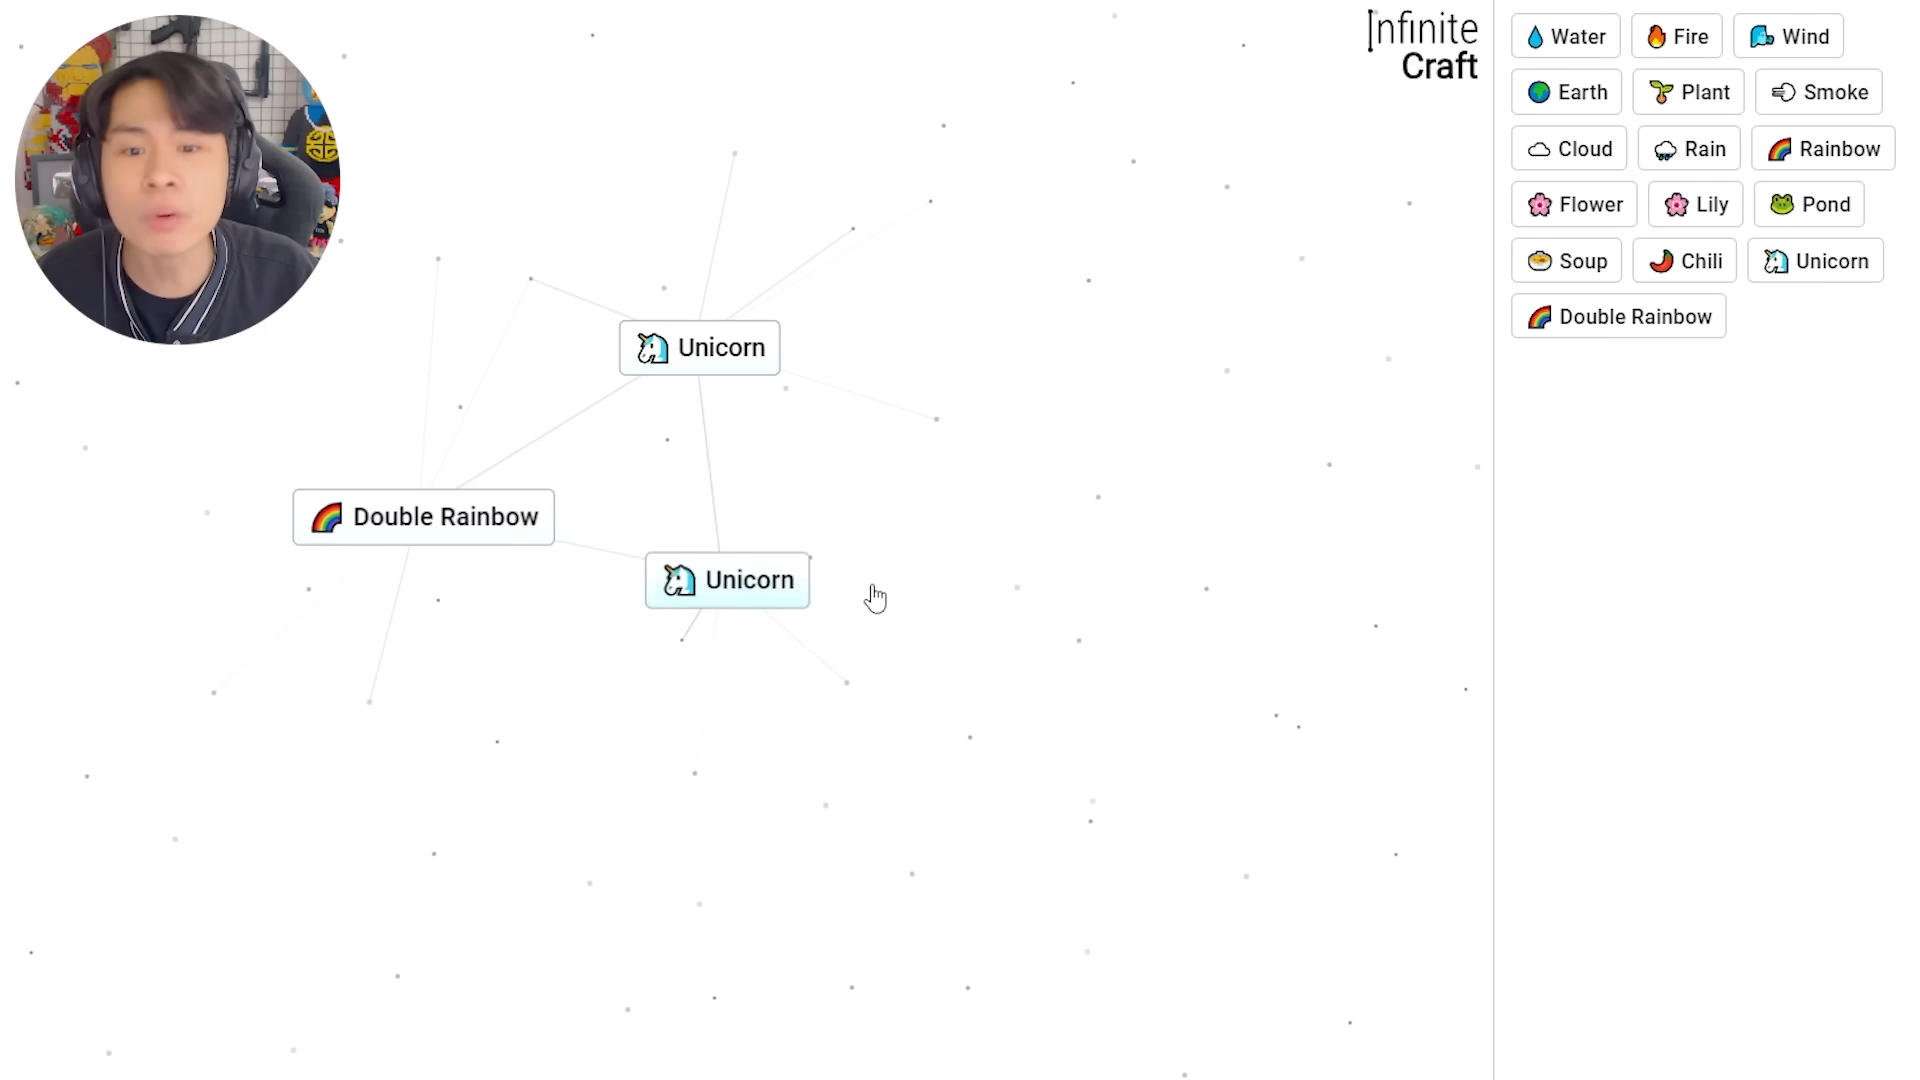 Infinite
Craft
Water
Fire
Wind
Earth
Plant
Smoke
Cloud
Rain
Rainbow
Flower
Lily
Pond
Soup
Chili
Unicorn
Double Rainbow
Unicorn
Double Rainbow
Unicorn